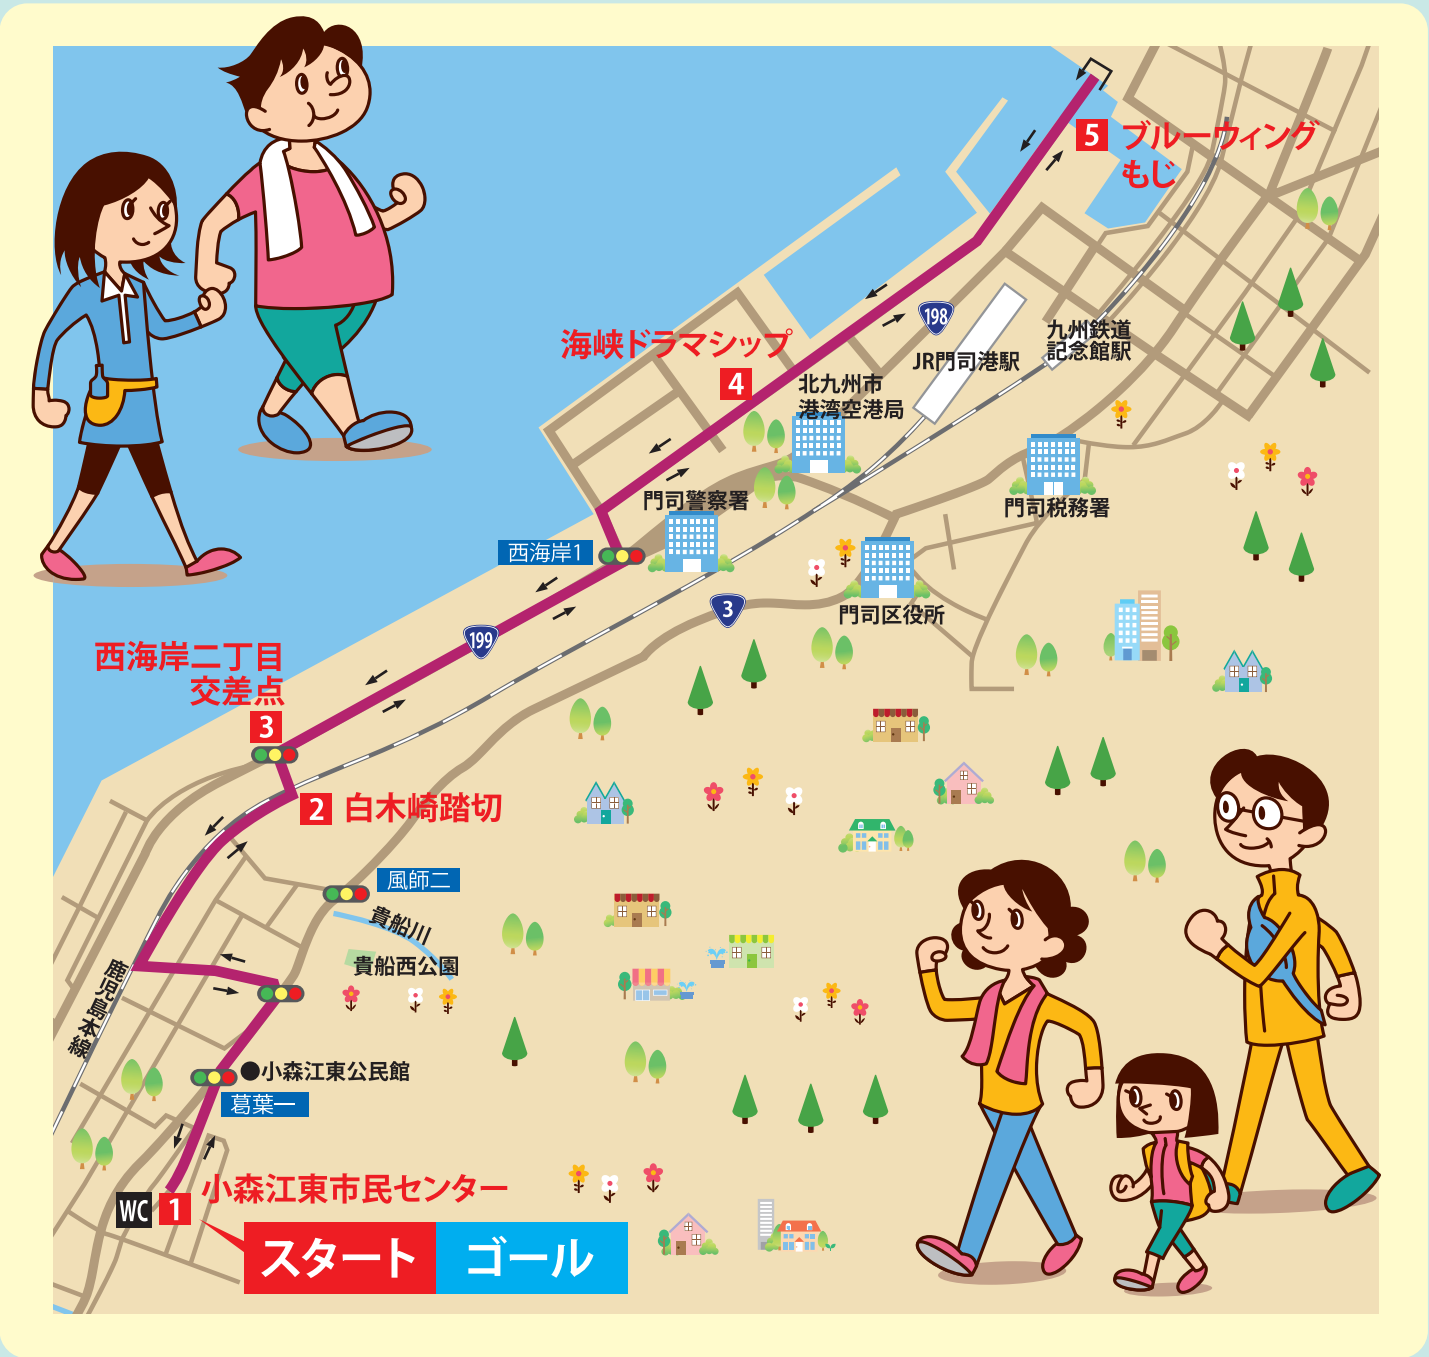 5
ブルーウィング
もじ
198
JR門司港駅
九州鉄道
記念館駅
海峡ドラマシップ
4
北九州市
港湾空港局
門司警察署
門司税務署
西海岸1
門司区役所
3
199
西海岸二丁目
交差点
3
2
白木崎踏切
風師二
貴船川
貴船西公園
鹿児島本線
●小森江東公民館
葛葉一
WC
1
小森江東市民センター
スタート
ゴール